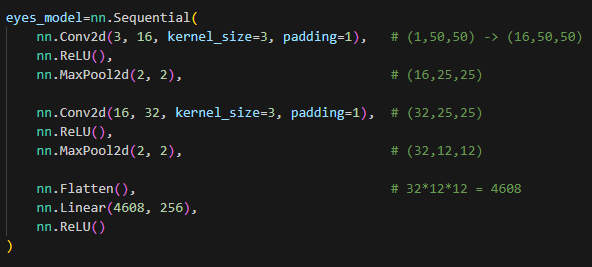 eyes_model=nn.Sequential(
    nn.Conv2d(3, 16, kernel_size=3, padding=1),   # (1,50,50) -> (16,50,50)
    nn.ReLU(),
    nn.MaxPool2d(2, 2),                           # (16,25,25)

    nn.Conv2d(16, 32, kernel_size=3, padding=1),  # (32,25,25)
    nn.ReLU(),
    nn.MaxPool2d(2, 2),                           # (32,12,12)

    nn.Flatten(),                                 # 32*12*12 = 4608
    nn.Linear(4608, 256),
    nn.ReLU()
)